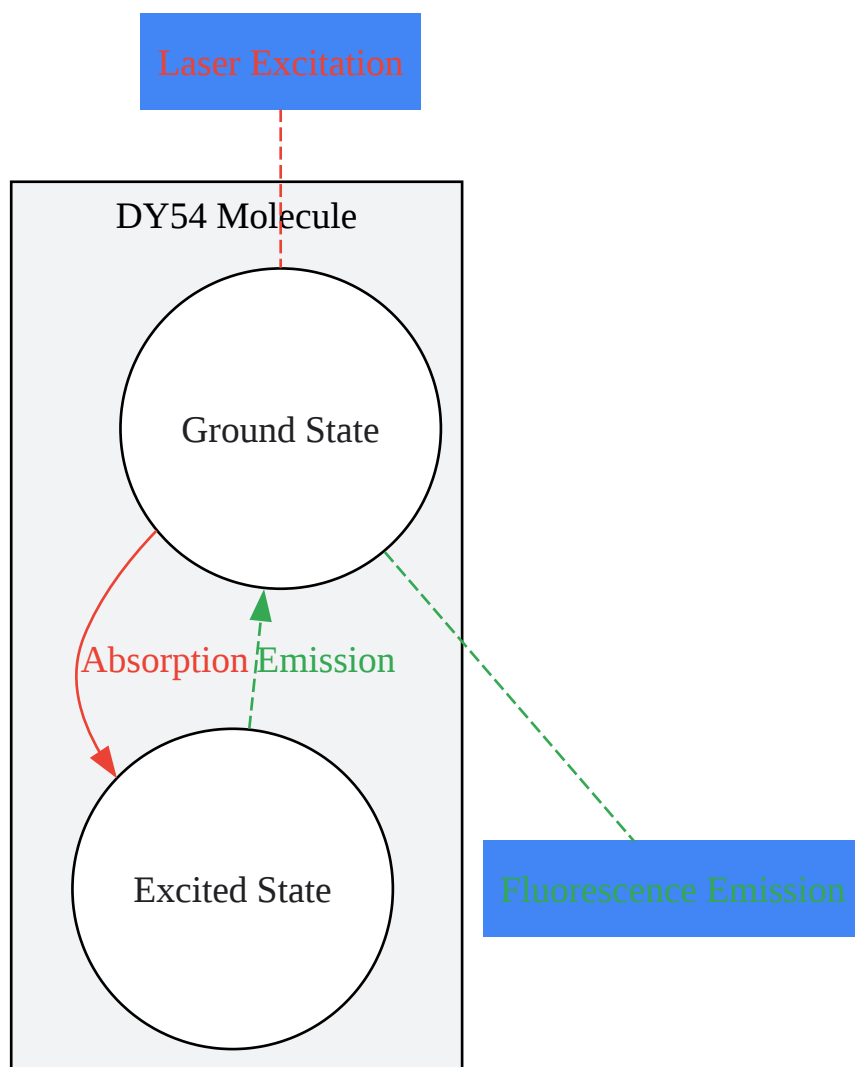 Laser Excitation
DY54 Molecule
Ground State
Absorption
Emission
Excited State
Fluorescence Emission